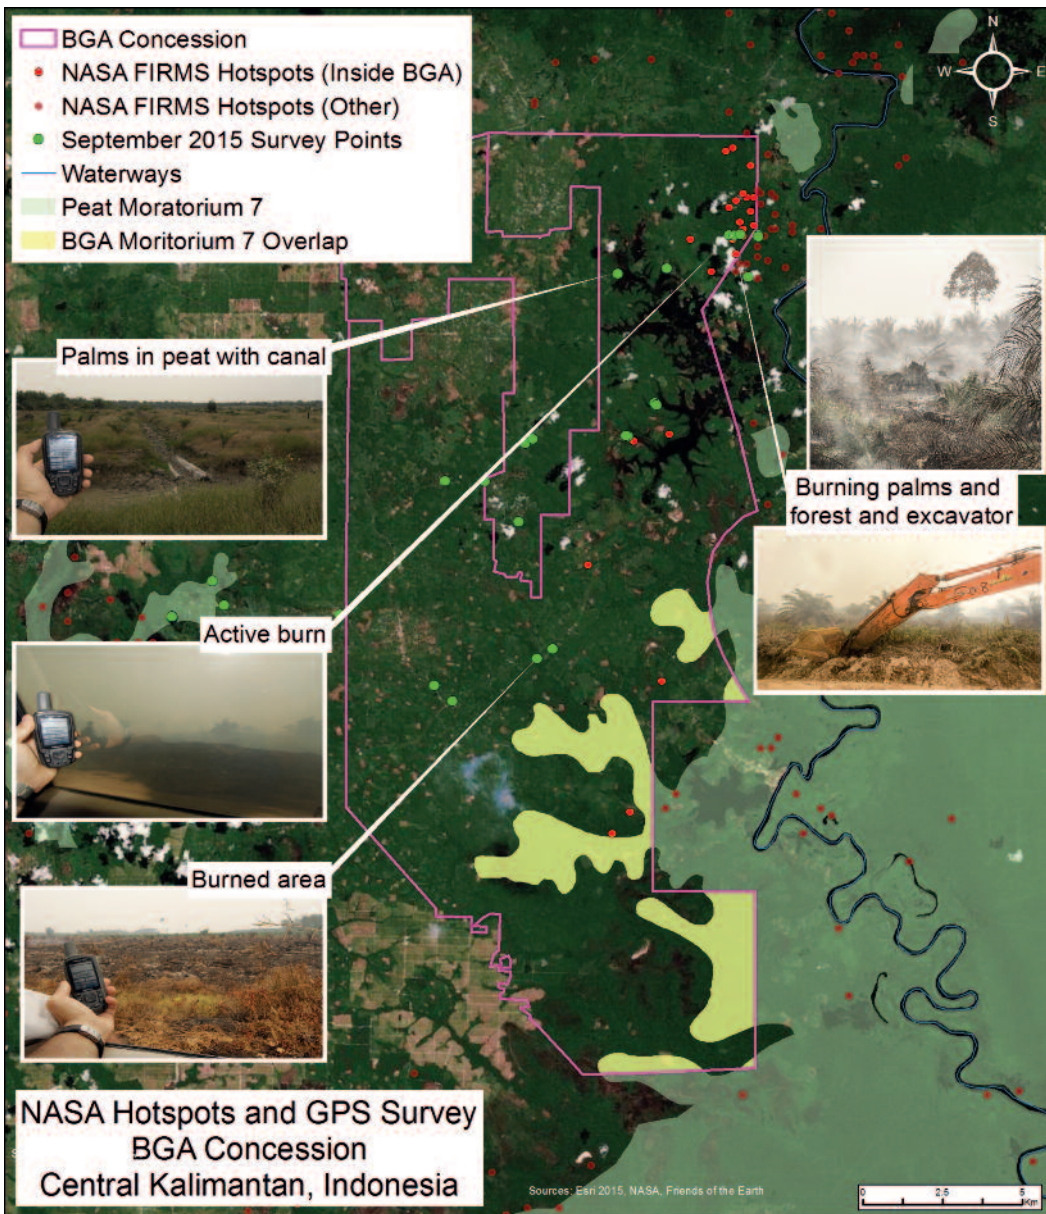 BGA Concession
NASA FIRMS Hotspots (Inside BGA)
NASA FIRMS Hotspots (Other)
September 2015 Survey Points
Waterways
Peat Moratorium 7
BGA Moritorium 7 Overlap
N
W
E
S
Palms in peat with canal
Burning palms and
forest and excavator
Active burn
Burned area
NASA Hotspots and GPS Survey
BGA Concession
Central Kalimantan, Indonesia
Sources: Esri 2015, NASA, Friends of the Earth
0 2.5 5
Km